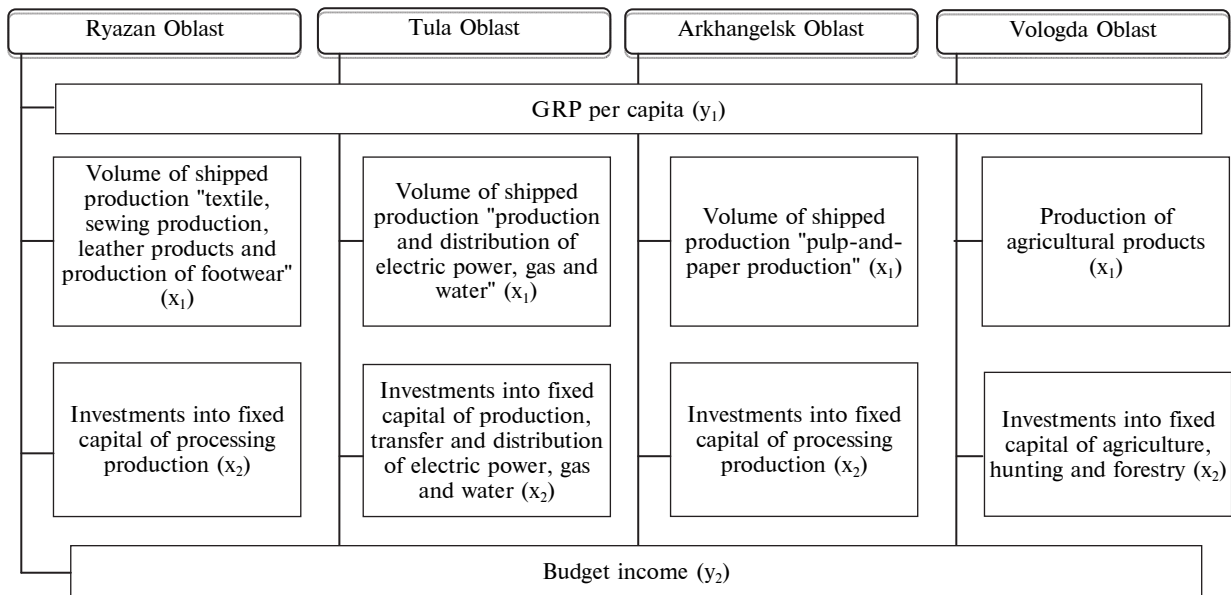 Ryazan Oblast
Tula Oblast
Arkhangelsk Oblast
Vologda Oblast
GRP per capita (y₁)
Volume of shipped
production "textile,
sewing production,
leather products and
production of footwear"
(x₁)
Volume of shipped
production "production
and distribution of
electric power, gas and
water" (x₁)
Volume of shipped
production "pulp-and-
paper production" (x₁)
Production of
agricultural products
(x₁)
Investments into fixed
capital of processing
production (x₂)
Investments into fixed
capital of production,
transfer and distribution
of electric power, gas
and water (x₂)
Investments into fixed
capital of processing
production (x₂)
Investments into fixed
capital of agriculture,
hunting and forestry (x₂)
Budget income (y₂)